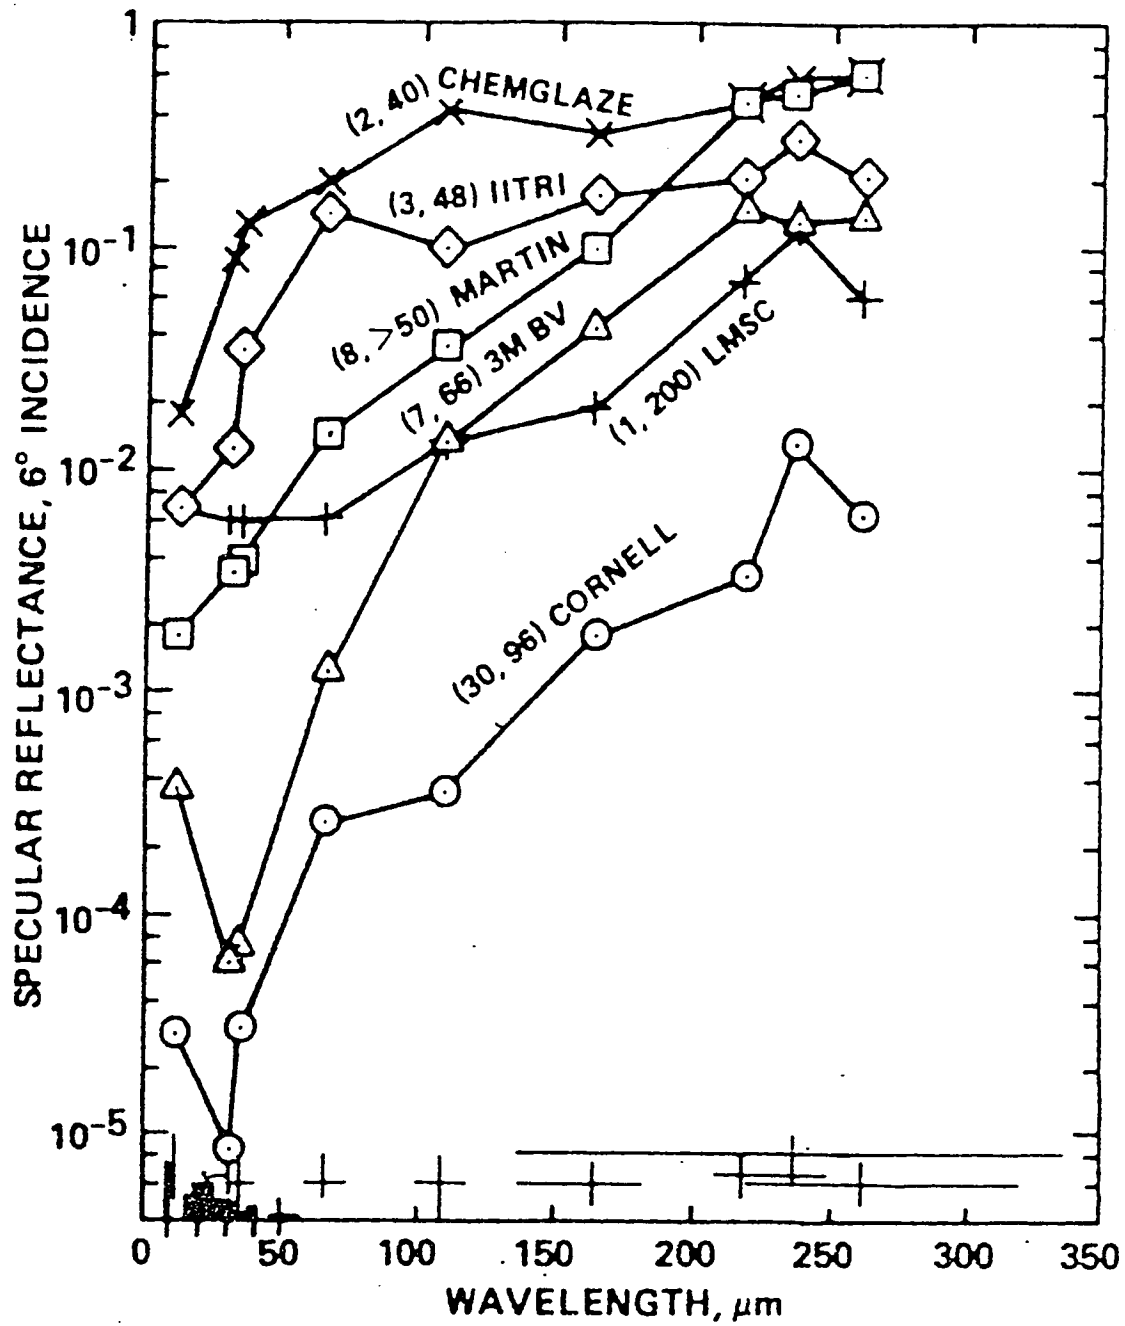 1
10⁻¹
10⁻²
10⁻³
10⁻⁴
10⁻⁵
SPECULAR REFLECTANCE, 6° INCIDENCE
(2, 40) CHEMGLAZE
(3, 48) IITRI
(8, >50) MARTIN
(7, 66) 3M BV
(1, 200) LMSC
(30, 96) CORNELL
0 50 100 150 200 250 300 350
WAVELENGTH, μm